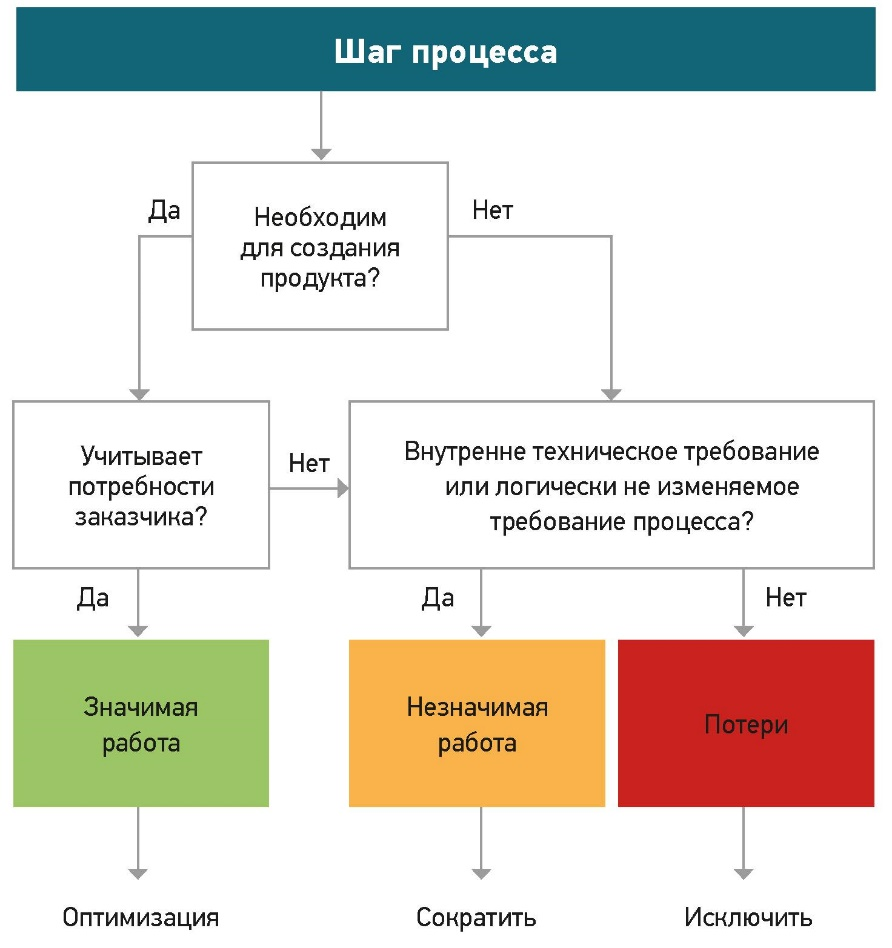 Шаг процесса
Да
Нет
Необходим
для создания
продукта?
Учитывает
потребности
заказчика?
Нет
Внутренне техническое требование
или логически не изменяемое
требование процесса?
Да
Да
Нет
Значимая
работа
Незначимая
работа
Потери
Оптимизация
Сократить
Исключить